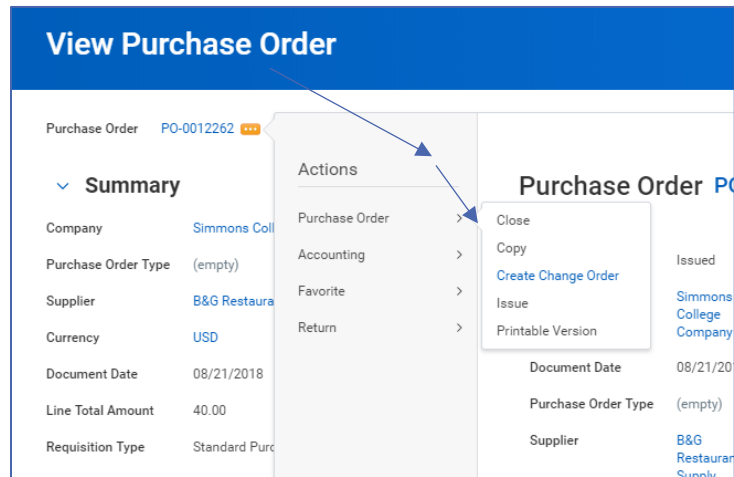 View Purchase Order
Purchase Order PO-0012262
Summary
Company Simmons Coll
Purchase Order Type (empty)
Supplier B&G Restaura
Currency USD
Document Date 08/21/2018
Line Total Amount 40.00
Requisition Type Standard Purc
Actions
Purchase Order
Accounting
Favorite
Return
Close
Copy
Create Change Order
Issue
Printable Version
Purchase Order PO
Issued
Simmons
College
Company
Document Date 08/21/20
Purchase Order Type (empty)
Supplier B&G
Restauran
Supply